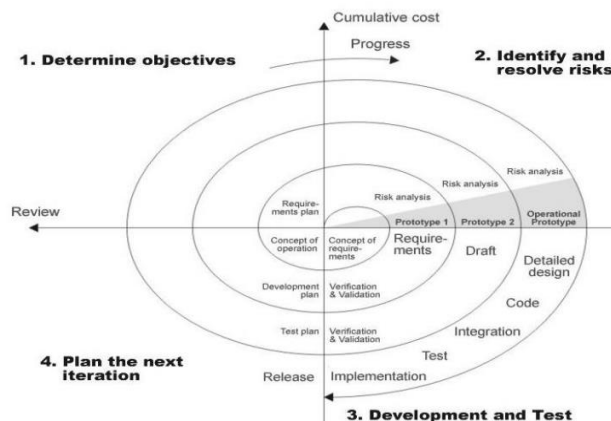 Cumulative cost
Progress
1. Determine objectives
2. Identify and
resolve risks
Risk analysis
Risk analysis
Risk analysis
Require-
ments plan
Review
Prototype 1
Prototype 2
Operational
Prototype
Concept of
operation
Concept of
require-
ments
Requirements
Draft
Detailed
design
Development
plan
Verification
& Validation
Code
Test plan
Verification
& Validation
Integration
Test
4. Plan the next
iteration
Release
Implementation
3. Development and Test